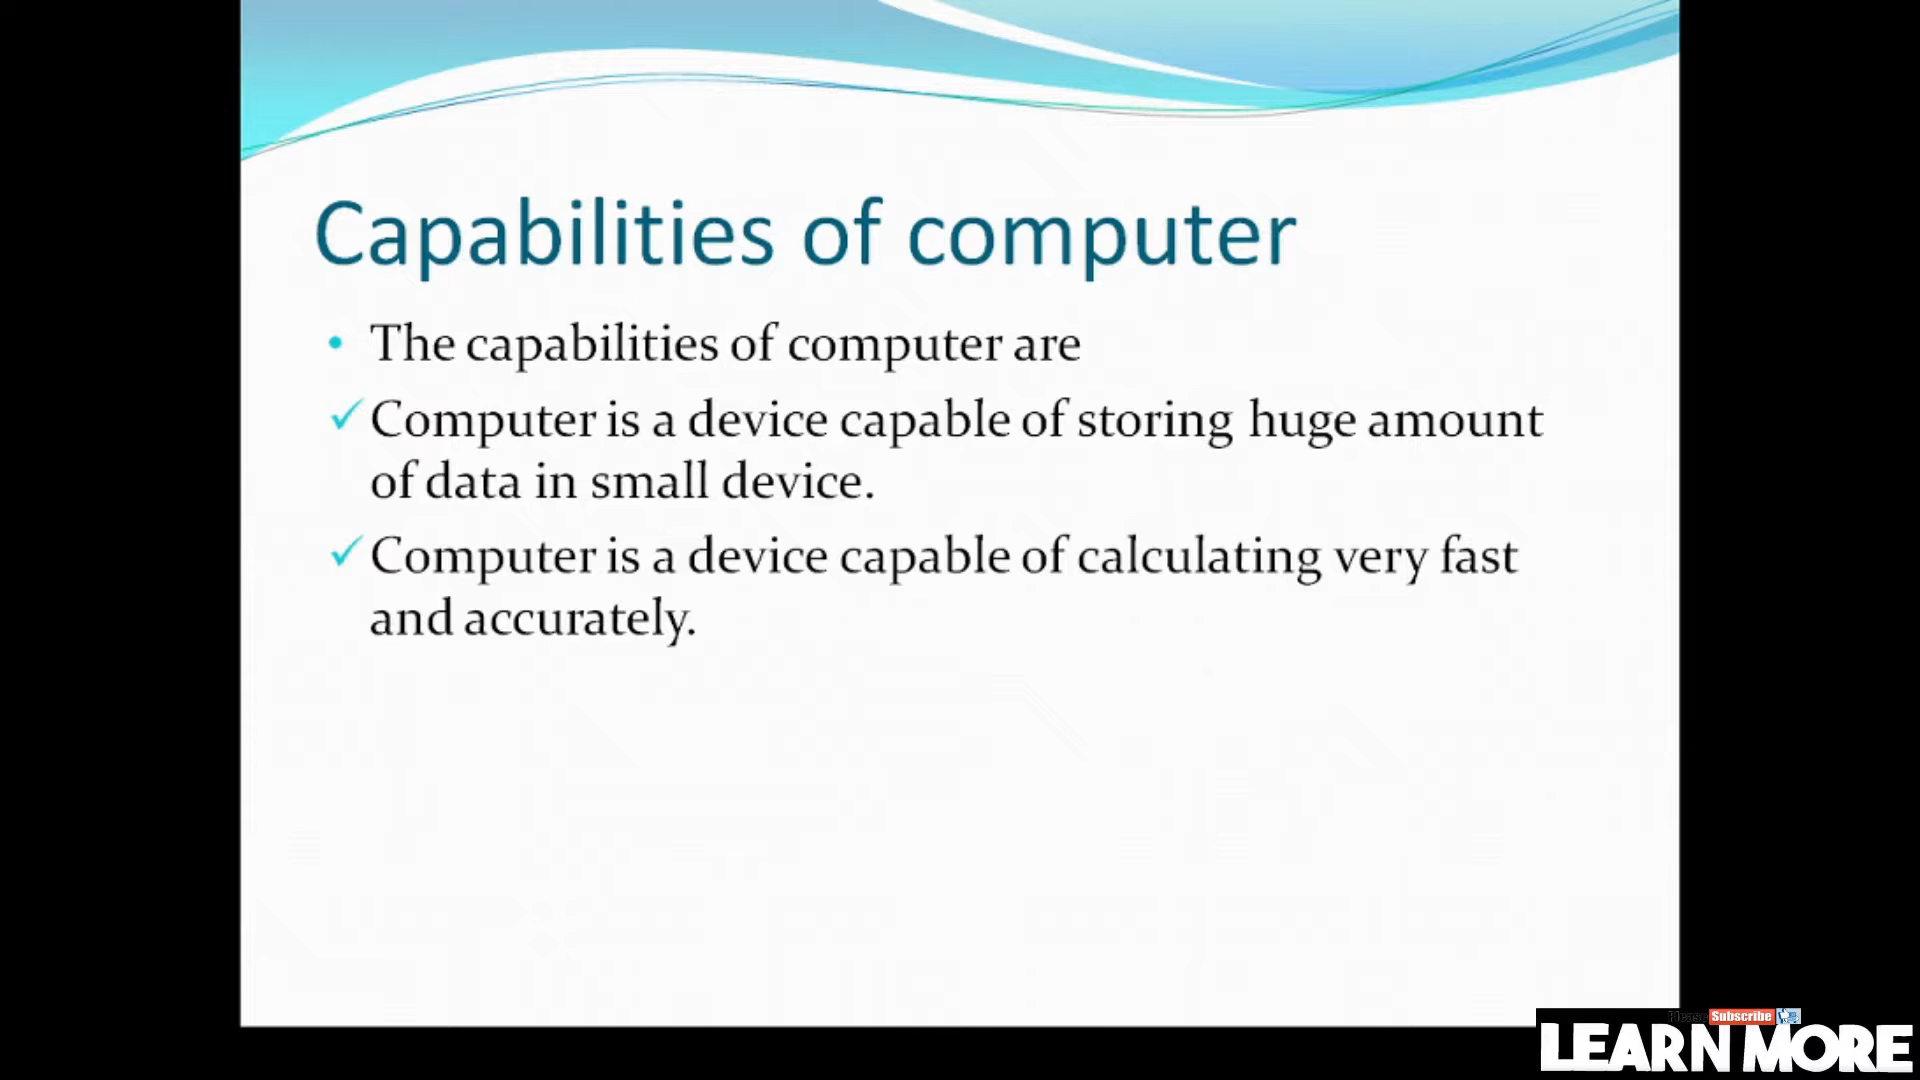 Capabilities of computer
• The capabilities of computer are
✓ Computer is a device capable of storing huge amount
of data in small device.
✓ Computer is a device capable of calculating very fast
and accurately.
Please Subscribe
LEARN MORE